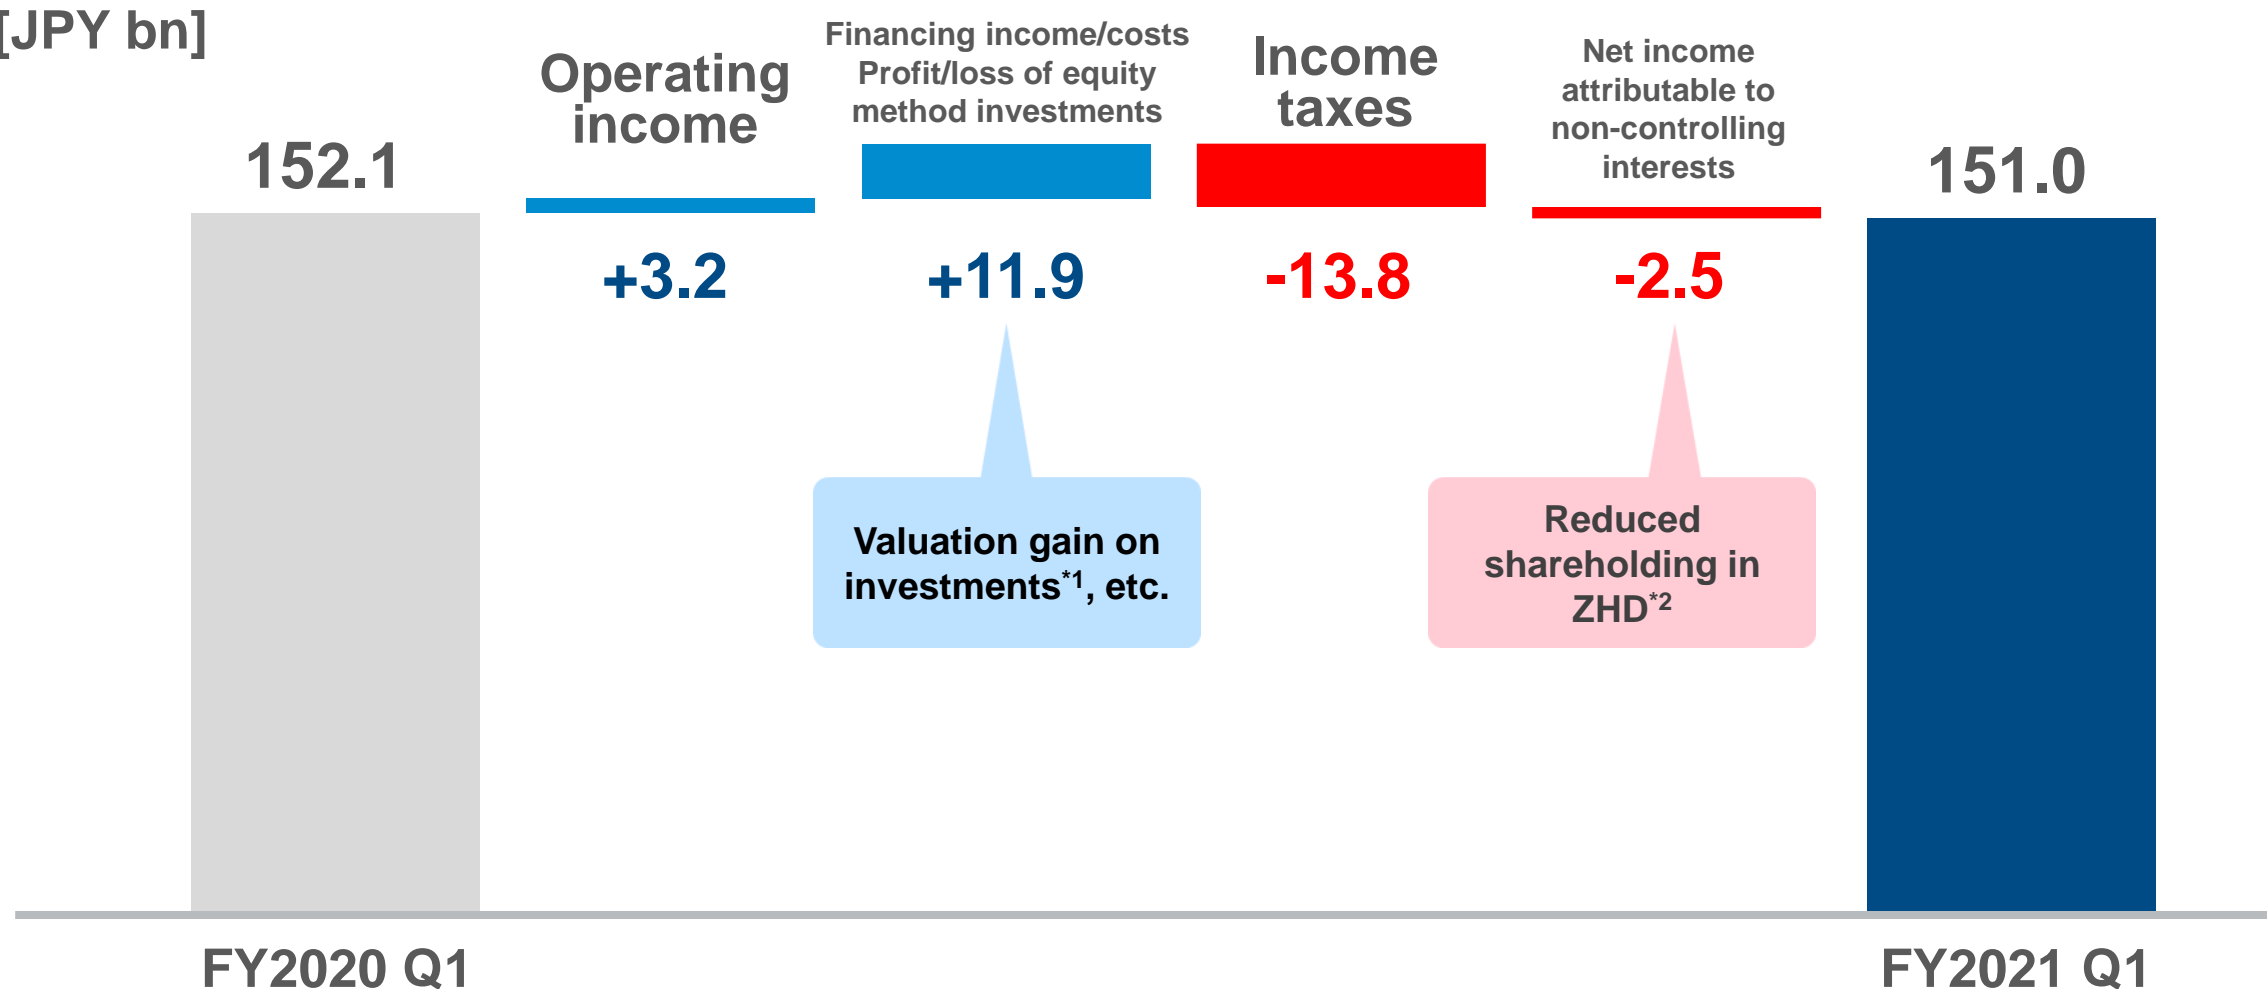 [JPY bn]
152.1
Operating
income
+3.2
Financing income/costs
Profit/loss of equity
method investments
+11.9
Income
taxes
-13.8
Net income
attributable to
non-controlling
interests
-2.5
151.0
Valuation gain on
investments*1, etc.
Reduced
shareholding in
ZHD*2
FY2020 Q1
FY2021 Q1